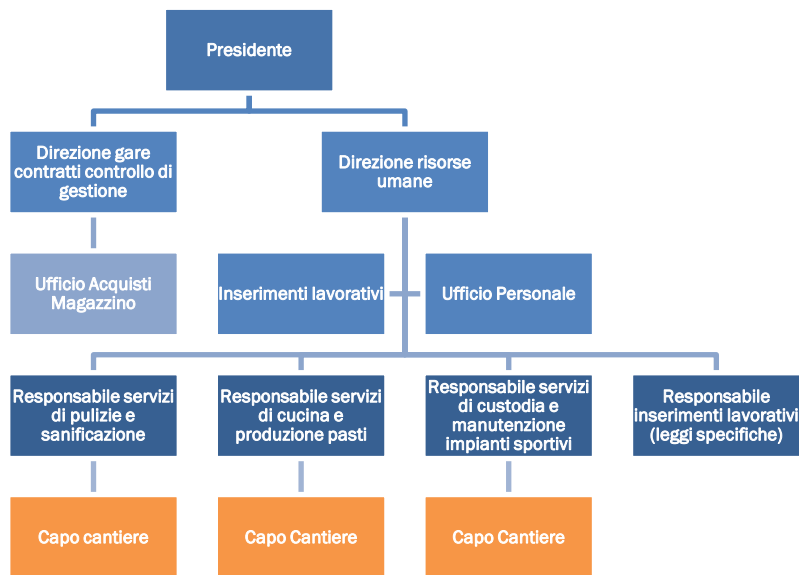 Presidente
Direzione gare
contratti controllo di
gestione
Direzione risorse
umane
Ufficio Acquisti
Magazzino
Inserimenti lavorativi
Ufficio Personale
Responsabile servizi
di pulizie e
sanificazione
Responsabile servizi
di cucina e
produzione pasti
Responsabile servizi
di custodia e
manutenzione
impianti sportivi
Responsabile
inserimenti lavorativi
(leggi specifiche)
Capo cantiere
Capo Cantiere
Capo Cantiere